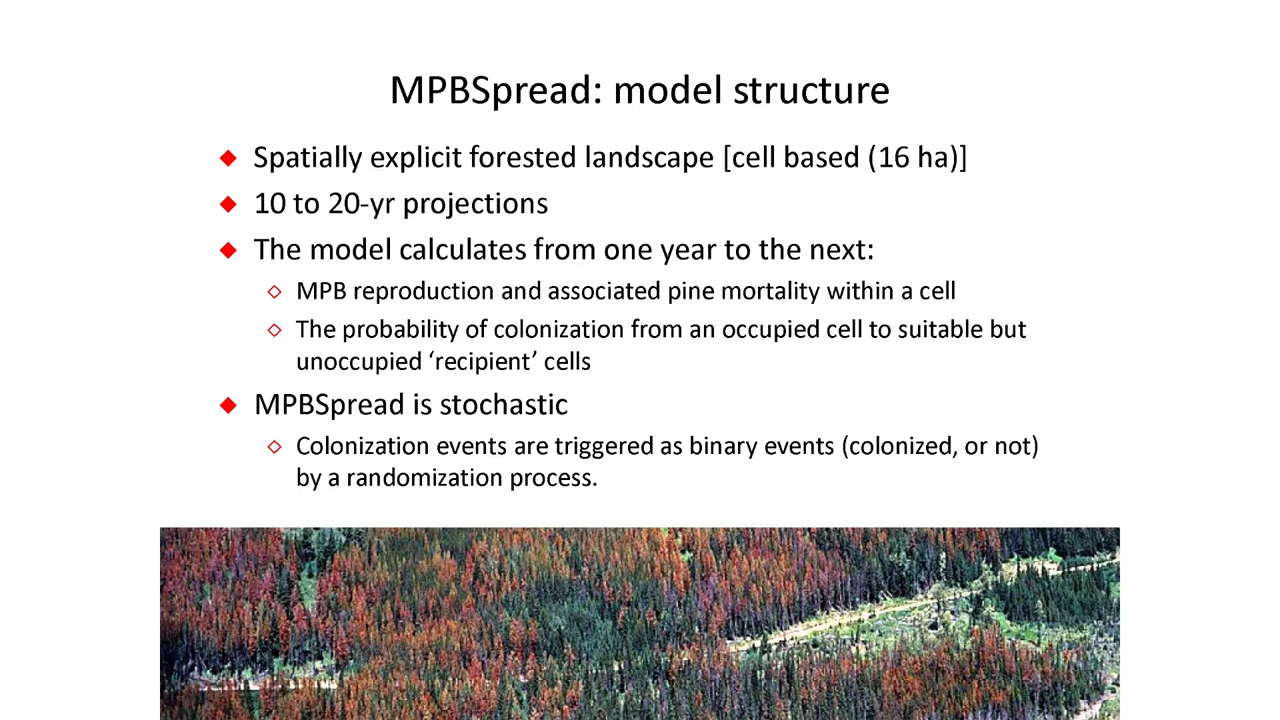 MPBSpread: model structure
Spatially explicit forested landscape [cell based (16 ha)]
10 to 20-yr projections
The model calculates from one year to the next:
MPB reproduction and associated pine mortality within a cell
The probability of colonization from an occupied cell to suitable but
unoccupied ‘recipient’ cells
MPBSpread is stochastic
Colonization events are triggered as binary events (colonized, or not)
by a randomization process.